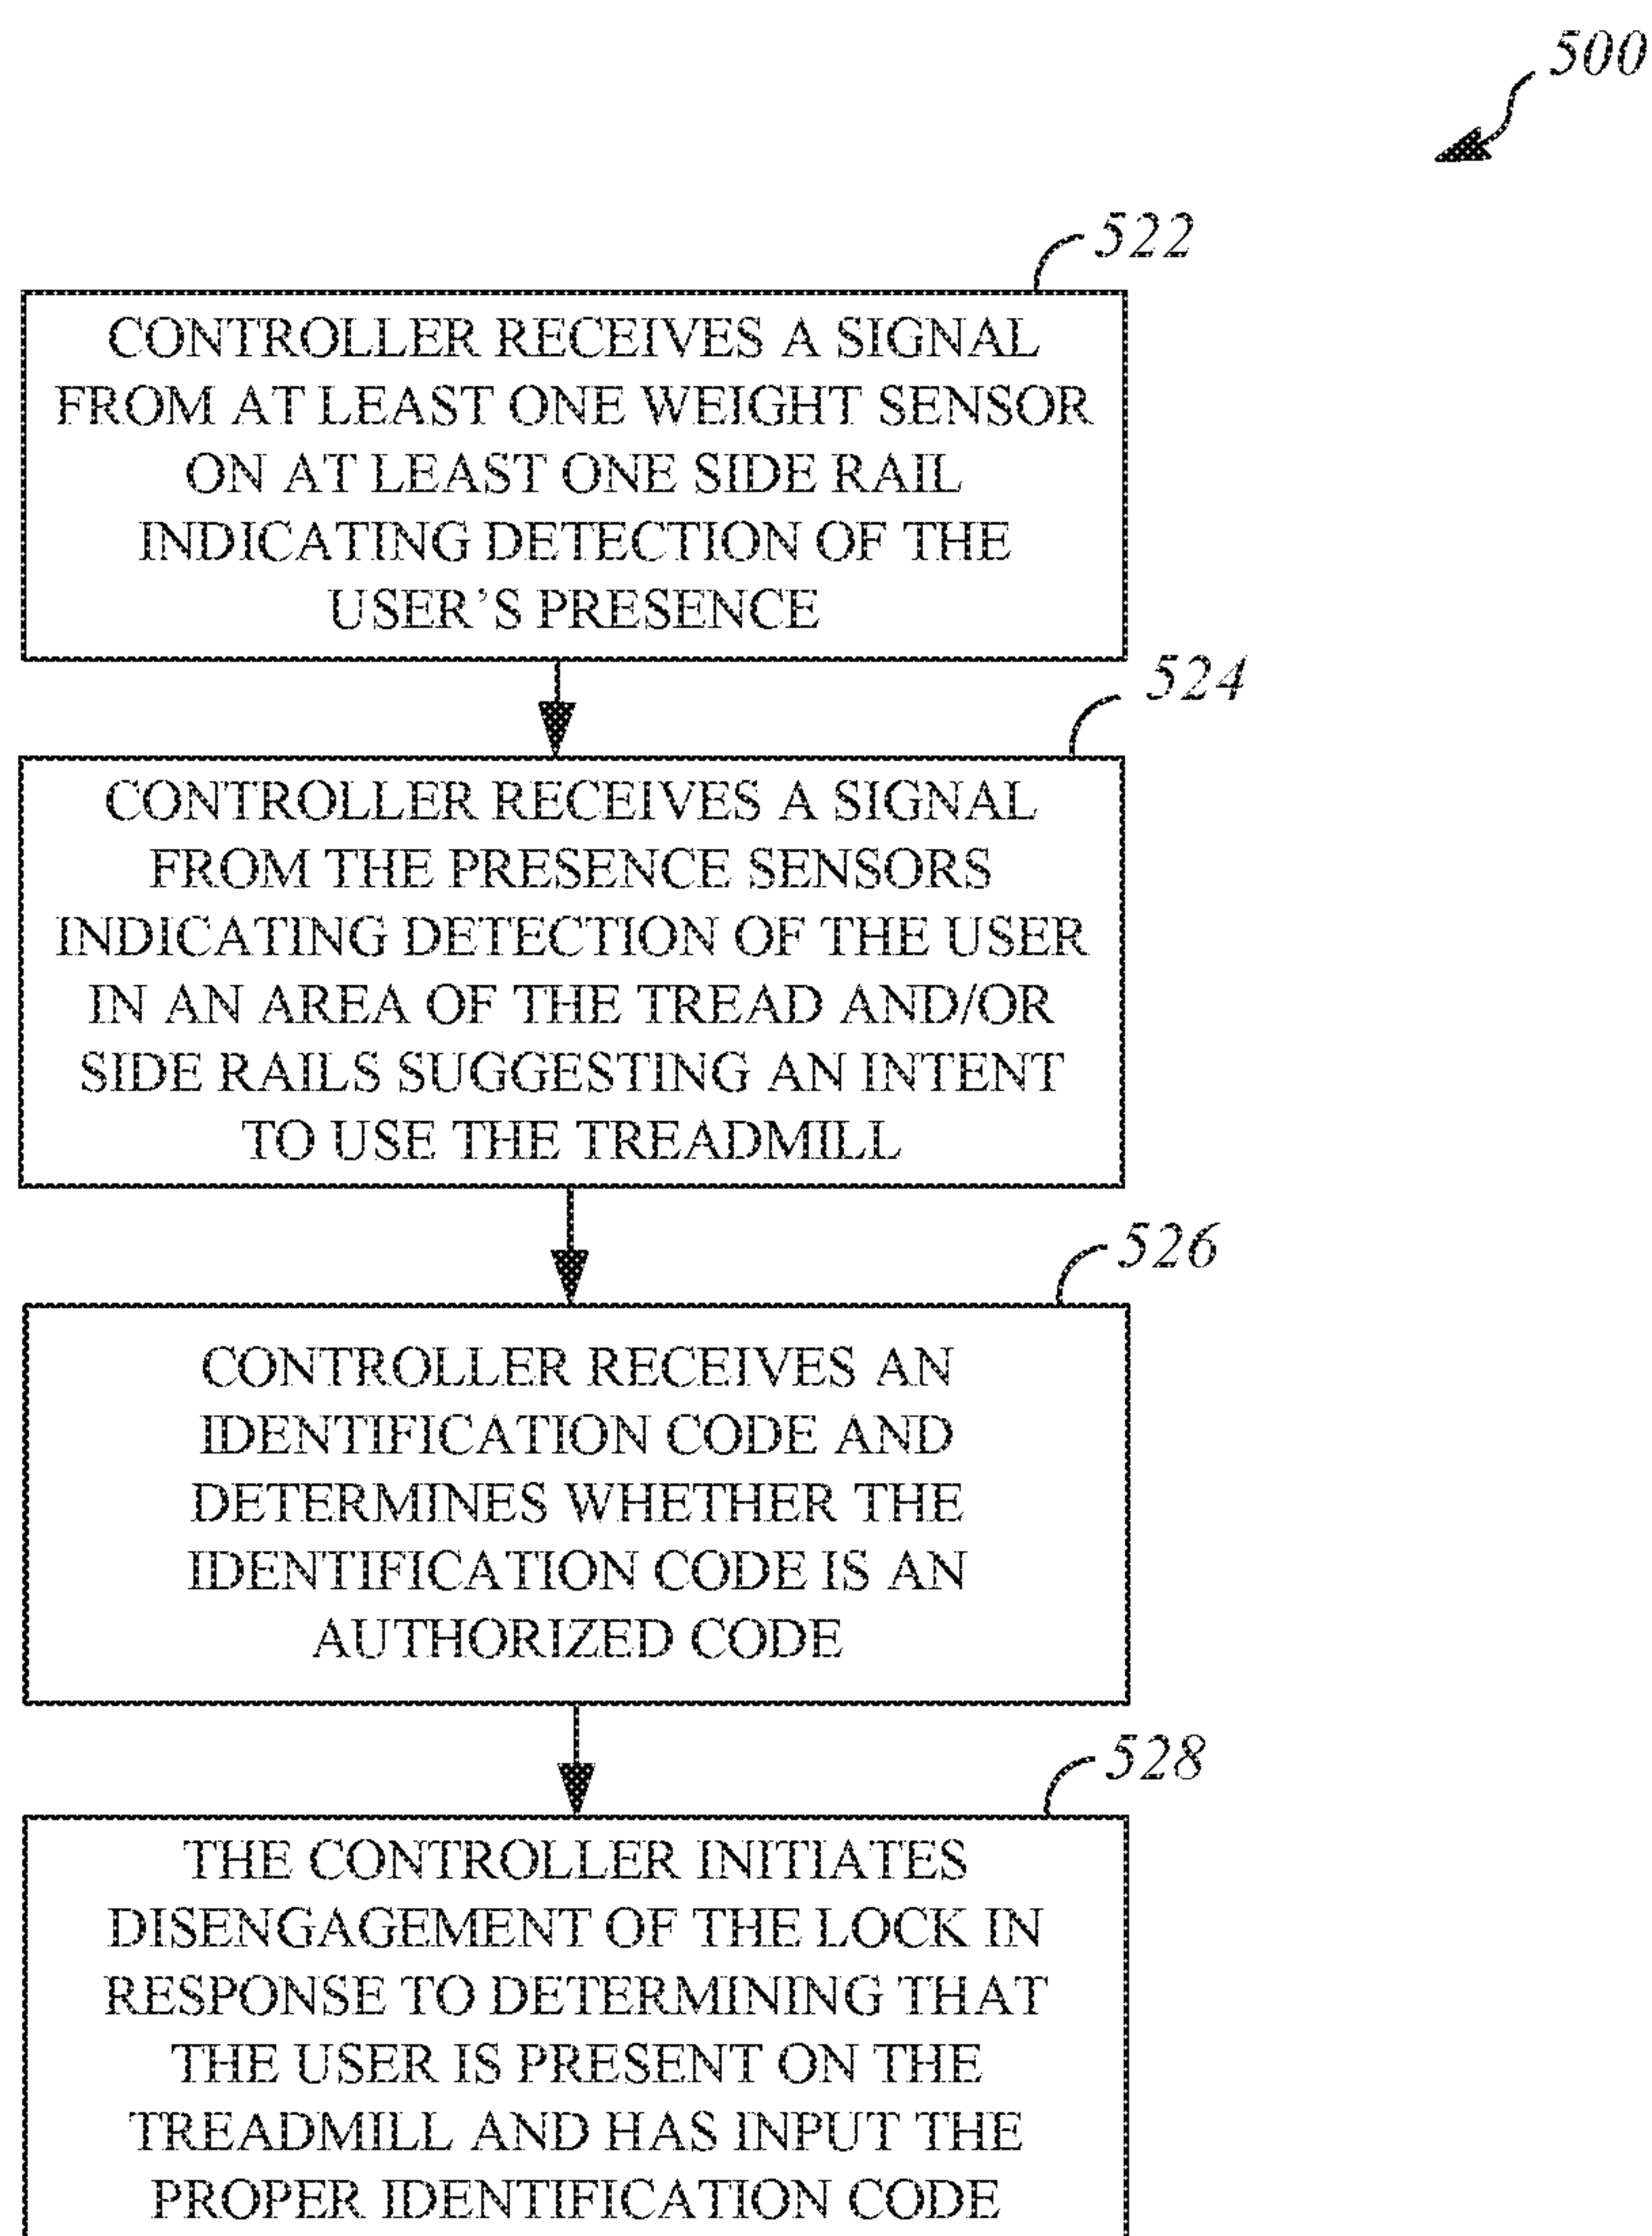 500
522
CONTROLLER RECEIVES A SIGNAL
FROM AT LEAST ONE WEIGHT SENSOR
ON AT LEAST ONE SIDE RAIL
INDICATING DETECTION OF THE
USER'S PRESENCE
524
CONTROLLER RECEIVES A SIGNAL
FROM THE PRESENCE SENSORS
INDICATING DETECTION OF THE USER
IN AN AREA OF THE TREAD AND/OR
SIDE RAILS SUGGESTING AN INTENT
TO USE THE TREADMILL
526
CONTROLLER RECEIVES AN
IDENTIFICATION CODE AND
DETERMINES WHETHER THE
IDENTIFICATION CODE IS AN
AUTHORIZED CODE
528
THE CONTROLLER INITIATES
DISENGAGEMENT OF THE LOCK IN
RESPONSE TO DETERMINING THAT
THE USER IS PRESENT ON THE
TREADMILL AND HAS INPUT THE
PROPER IDENTIFICATION CODE